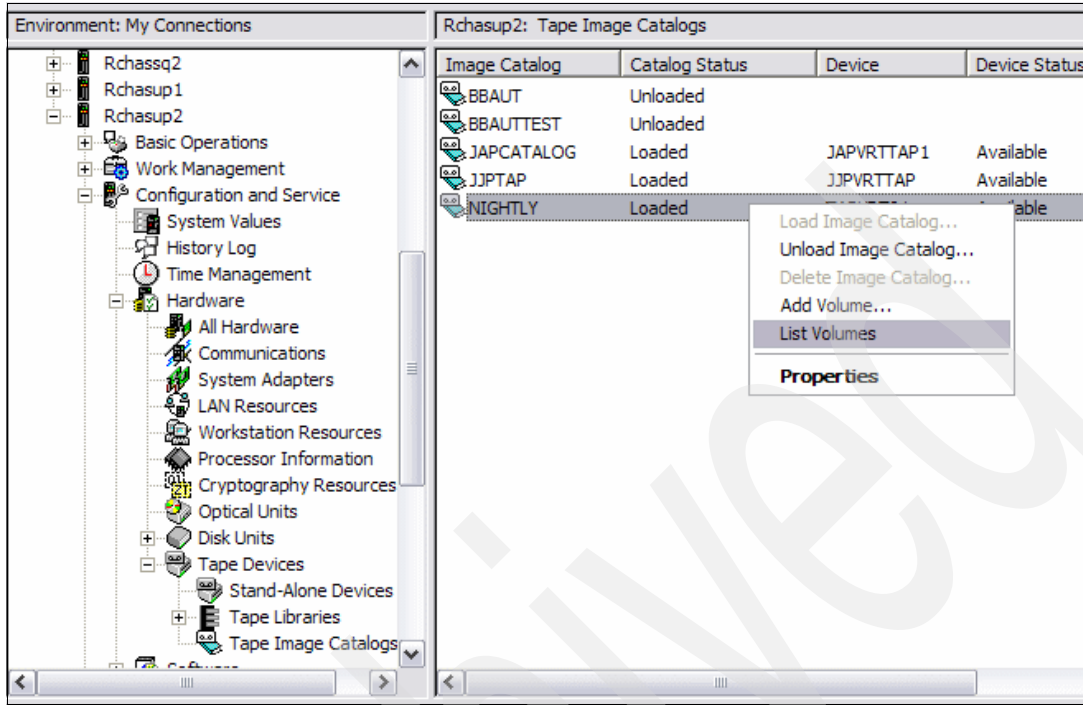 Environment: My Connections
Rchasup2: Tape Image Catalogs
Rchassq2
Rchasup1
Rchasup2
Basic Operations
Work Management
Configuration and Service
System Values
History Log
Time Management
Hardware
All Hardware
Communications
System Adapters
LAN Resources
Workstation Resources
Processor Information
Cryptography Resources
Optical Units
Disk Units
Tape Devices
Stand-Alone Devices
Tape Libraries
Tape Image Catalogs
Image Catalog Catalog Status Device Device Status
BBAUT Unloaded
BBAUTTEST Unloaded
JAPCATALOG Loaded JAPVRTTAP1 Available
JJPTAP Loaded JJPVRTTAP Available
NIGHTLY Loaded
Load Image Catalog...
Unload Image Catalog...
Delete Image Catalog...
Add Volume...
List Volumes
Properties